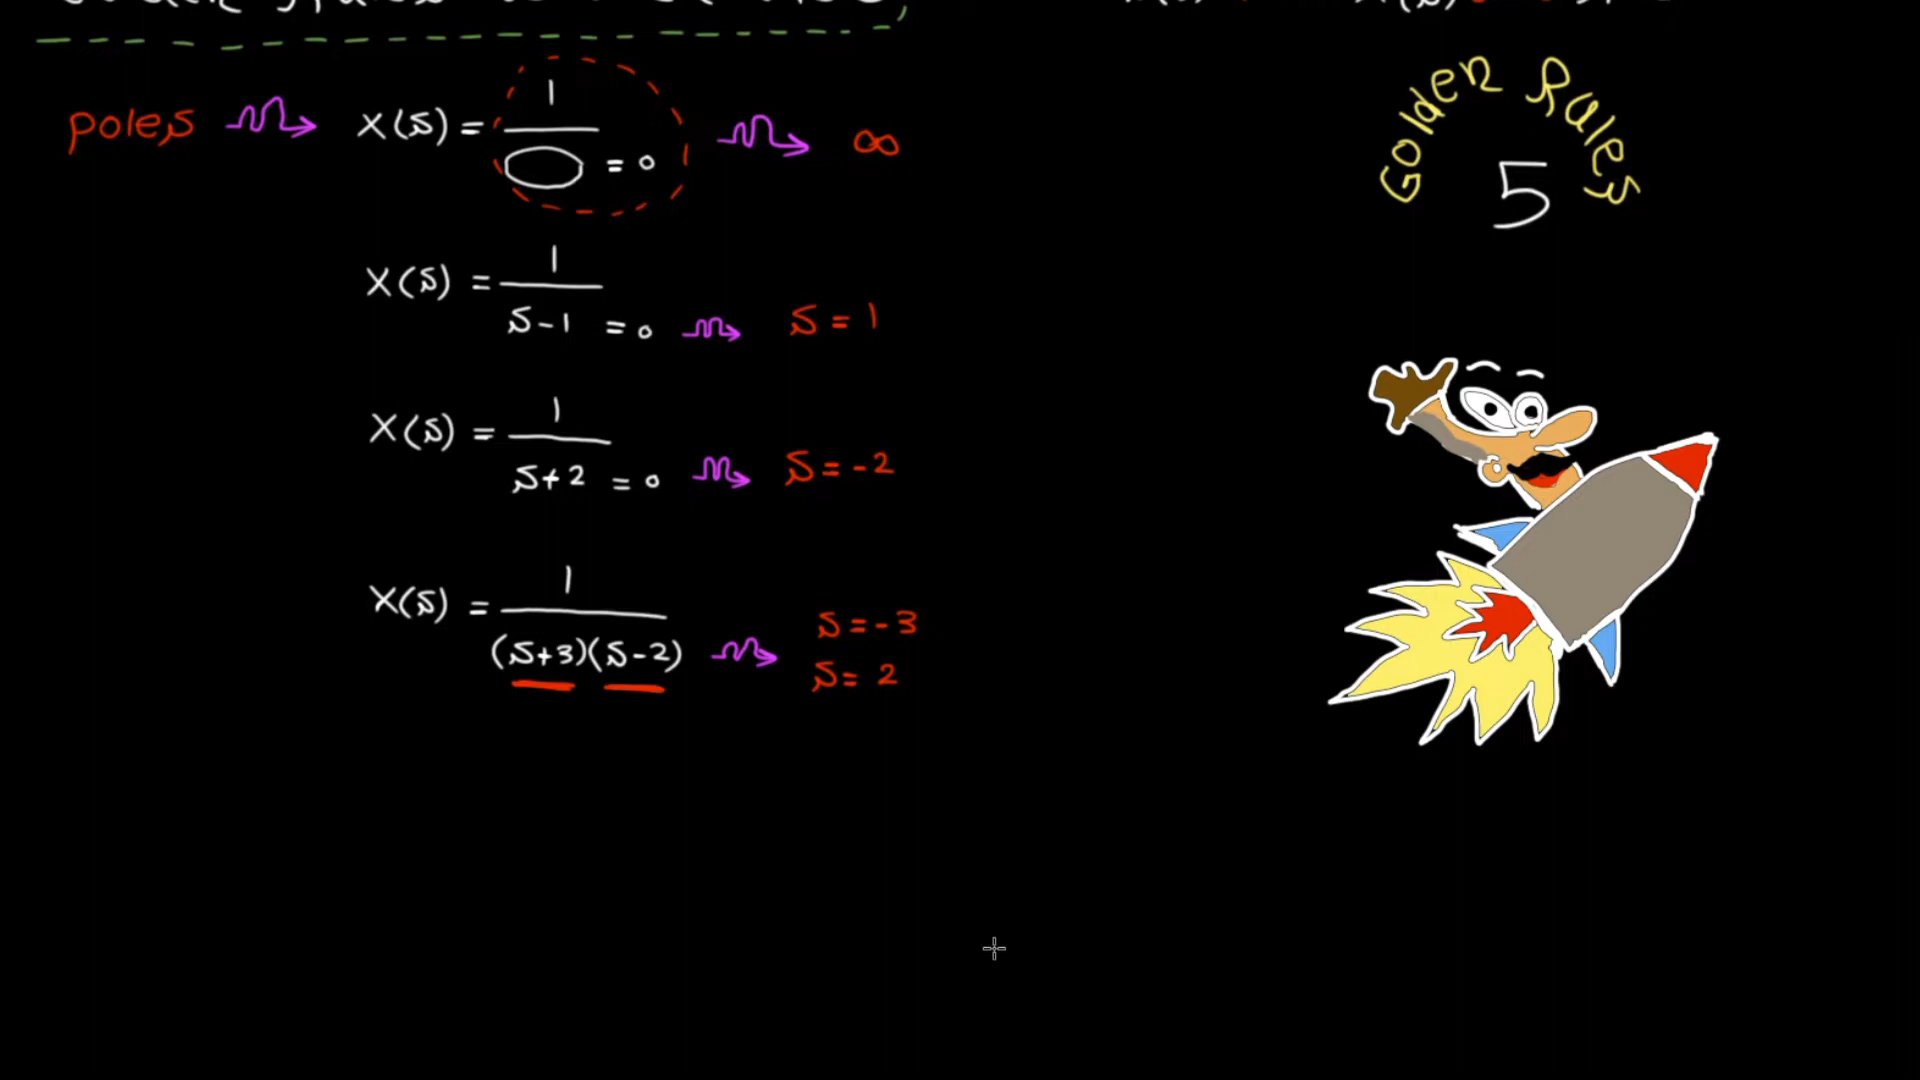 poles X(s) = 1/◯ = 0 ∞
X(s) = 1/s-1 = 0 s = 1
X(s) = 1/s+2 = 0 s = -2
X(s) = 1/(s+3)(s-2) s = -3
s = 2
Golden Rules
5